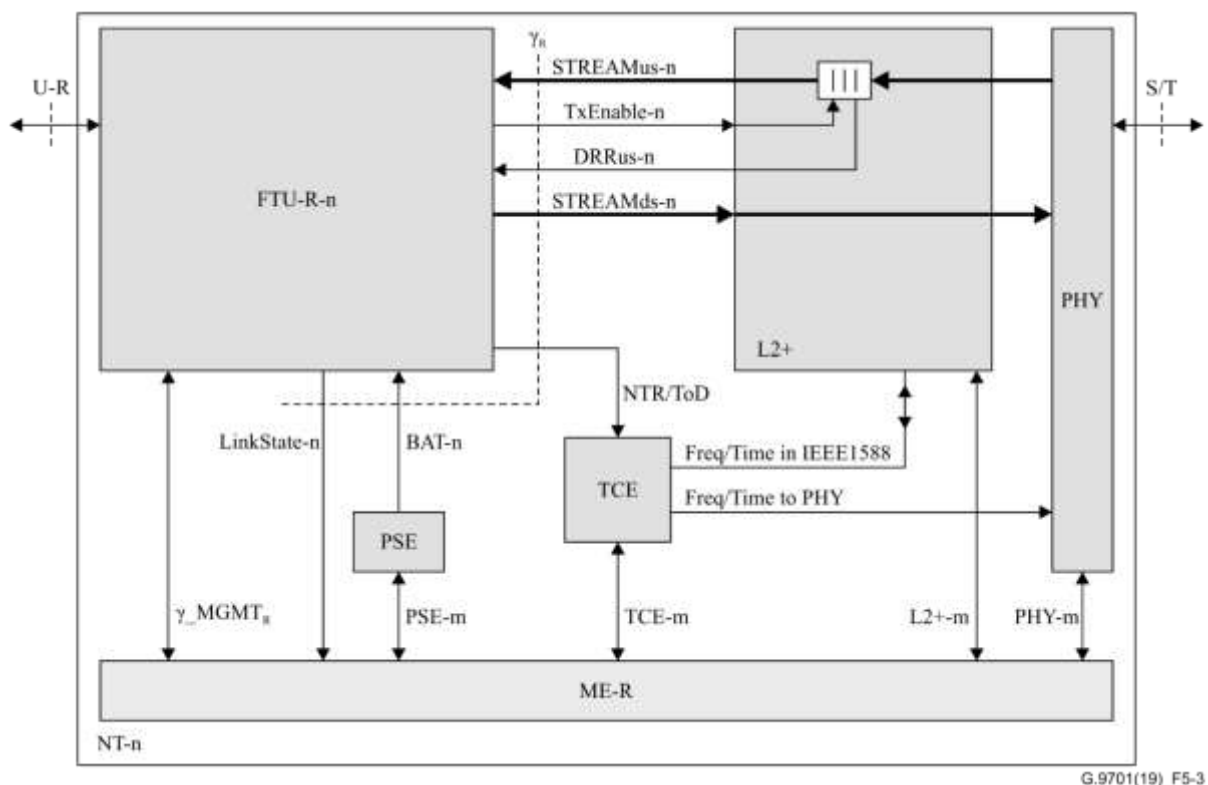 γR
STREAMus-n
U-R
S/T
TxEnable-n
DRRus-n
FTU-R-n
STREAMds-n
PHY
L2+
NTR/ToD
LinkState-n
BAT-n
Freq/Time in IEEE1588
TCE
Freq/Time to PHY
PSE
γ_MGMTR
PSE-m
TCE-m
L2+-m
PHY-m
ME-R
NT-n
G.9701(19)_F5-3